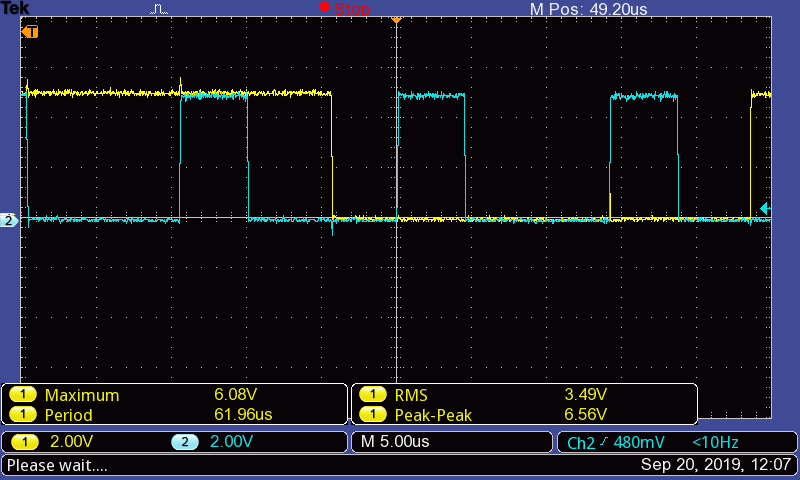 Tek Stop M Pos: 49.20us
T
2
1 Maximum 6.08V 1 RMS 3.49V
1 Period 61.96us 1 Peak-Peak 6.56V
1 2.00V 2 2.00V M 5.00us Ch2 480mV <10Hz
Please wait.... Sep 20, 2019, 12:07